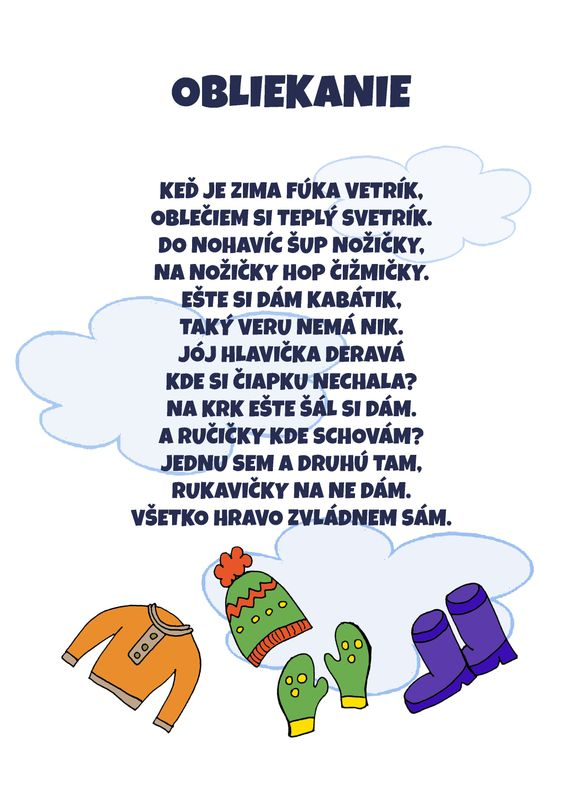 OBLIEKANIE
KEĎ JE ZIMA FÚKA VETRÍK,
OBLEČIEM SI TEPLÝ SVETRÍK.
DO NOHAVÍC ŠUP NOŽIČKY,
NA NOŽIČKY HOP ČIŽMIČKY.
EŠTE SI DÁM KABÁTIK,
TAKÝ VERU NEMÁ NIK.
JÓJ HLAVIČKA DERAVÁ
KDE SI ČIAPKU NECHALA?
NA KRK EŠTE ŠÁL SI DÁM.
A RUČIČKY KDE SCHOVÁM?
JEDNU SEM A DRUHÚ TAM,
RUKAVIČKY NA NE DÁM.
VŠETKO HRAVO ZVLÁDNEM SÁM.